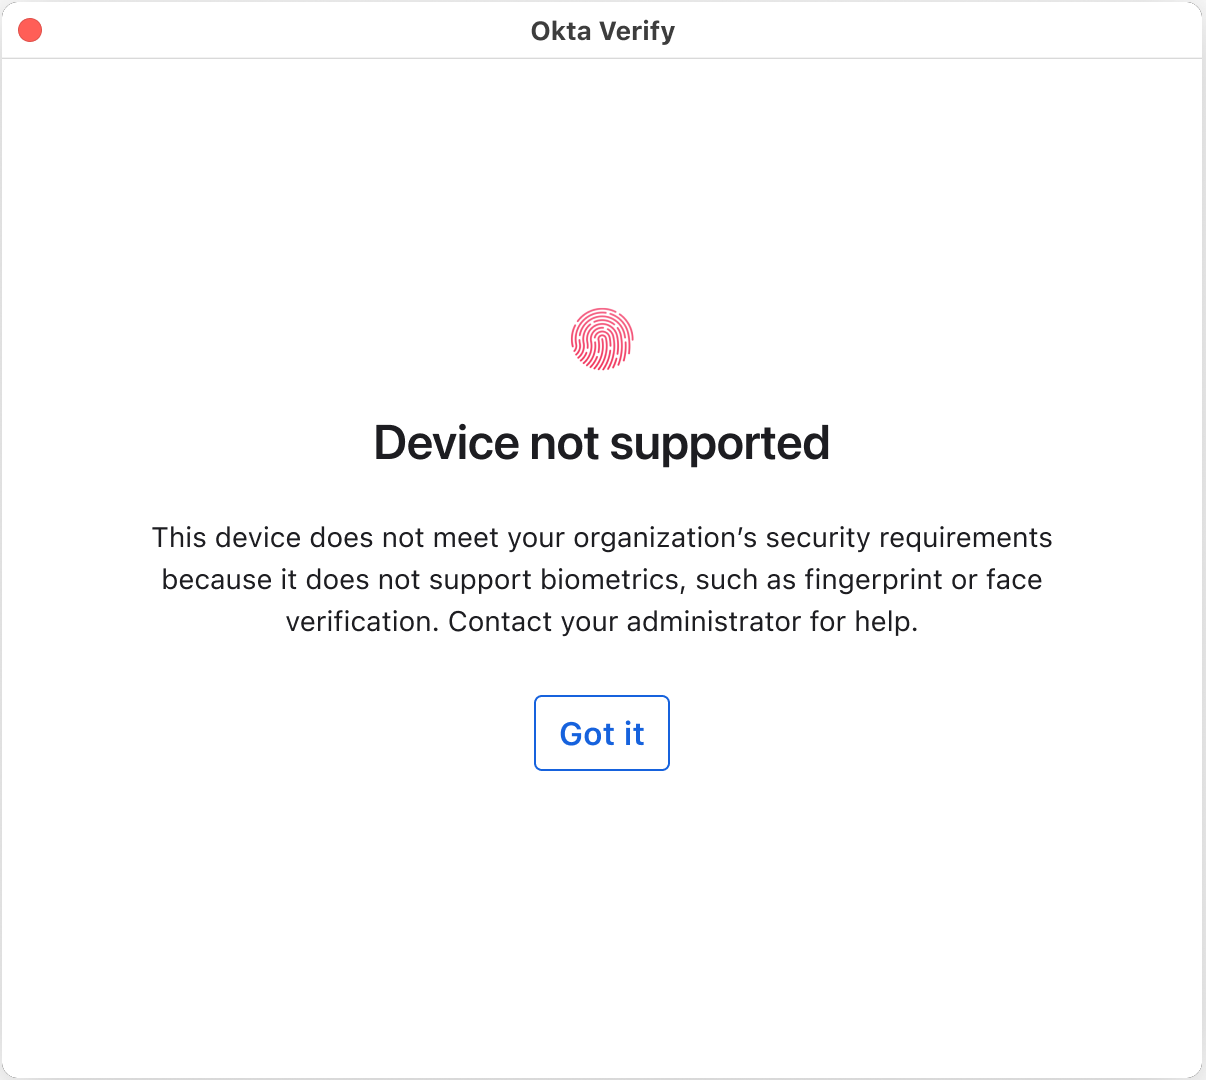 Okta Verify
Device not supported
This device does not meet your organization’s security requirements
because it does not support biometrics, such as fingerprint or face
verification. Contact your administrator for help.
Got it